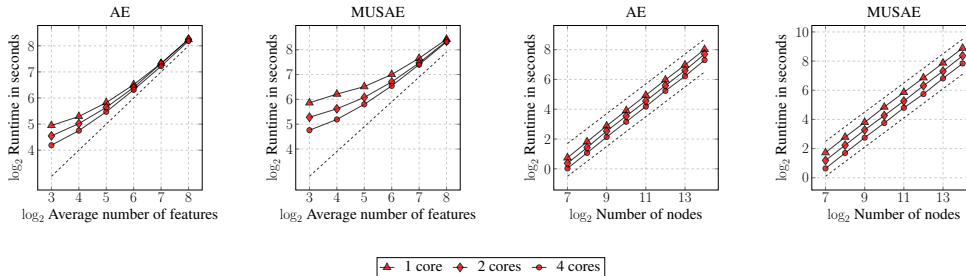 AE
MUSAE
AE
MUSAE
log₂ Runtime in seconds
8
7
6
5
4
3 4 5 6 7 8
log₂ Average number of features
log₂ Runtime in seconds
8
7
6
5
4
3 4 5 6 7 8
log₂ Average number of features
log₂ Runtime in seconds
8
6
4
2
0
7 9 11 13
log₂ Number of nodes
log₂ Runtime in seconds
10
8
6
4
2
0
7 9 11 13
log₂ Number of nodes
1 core 2 cores 4 cores